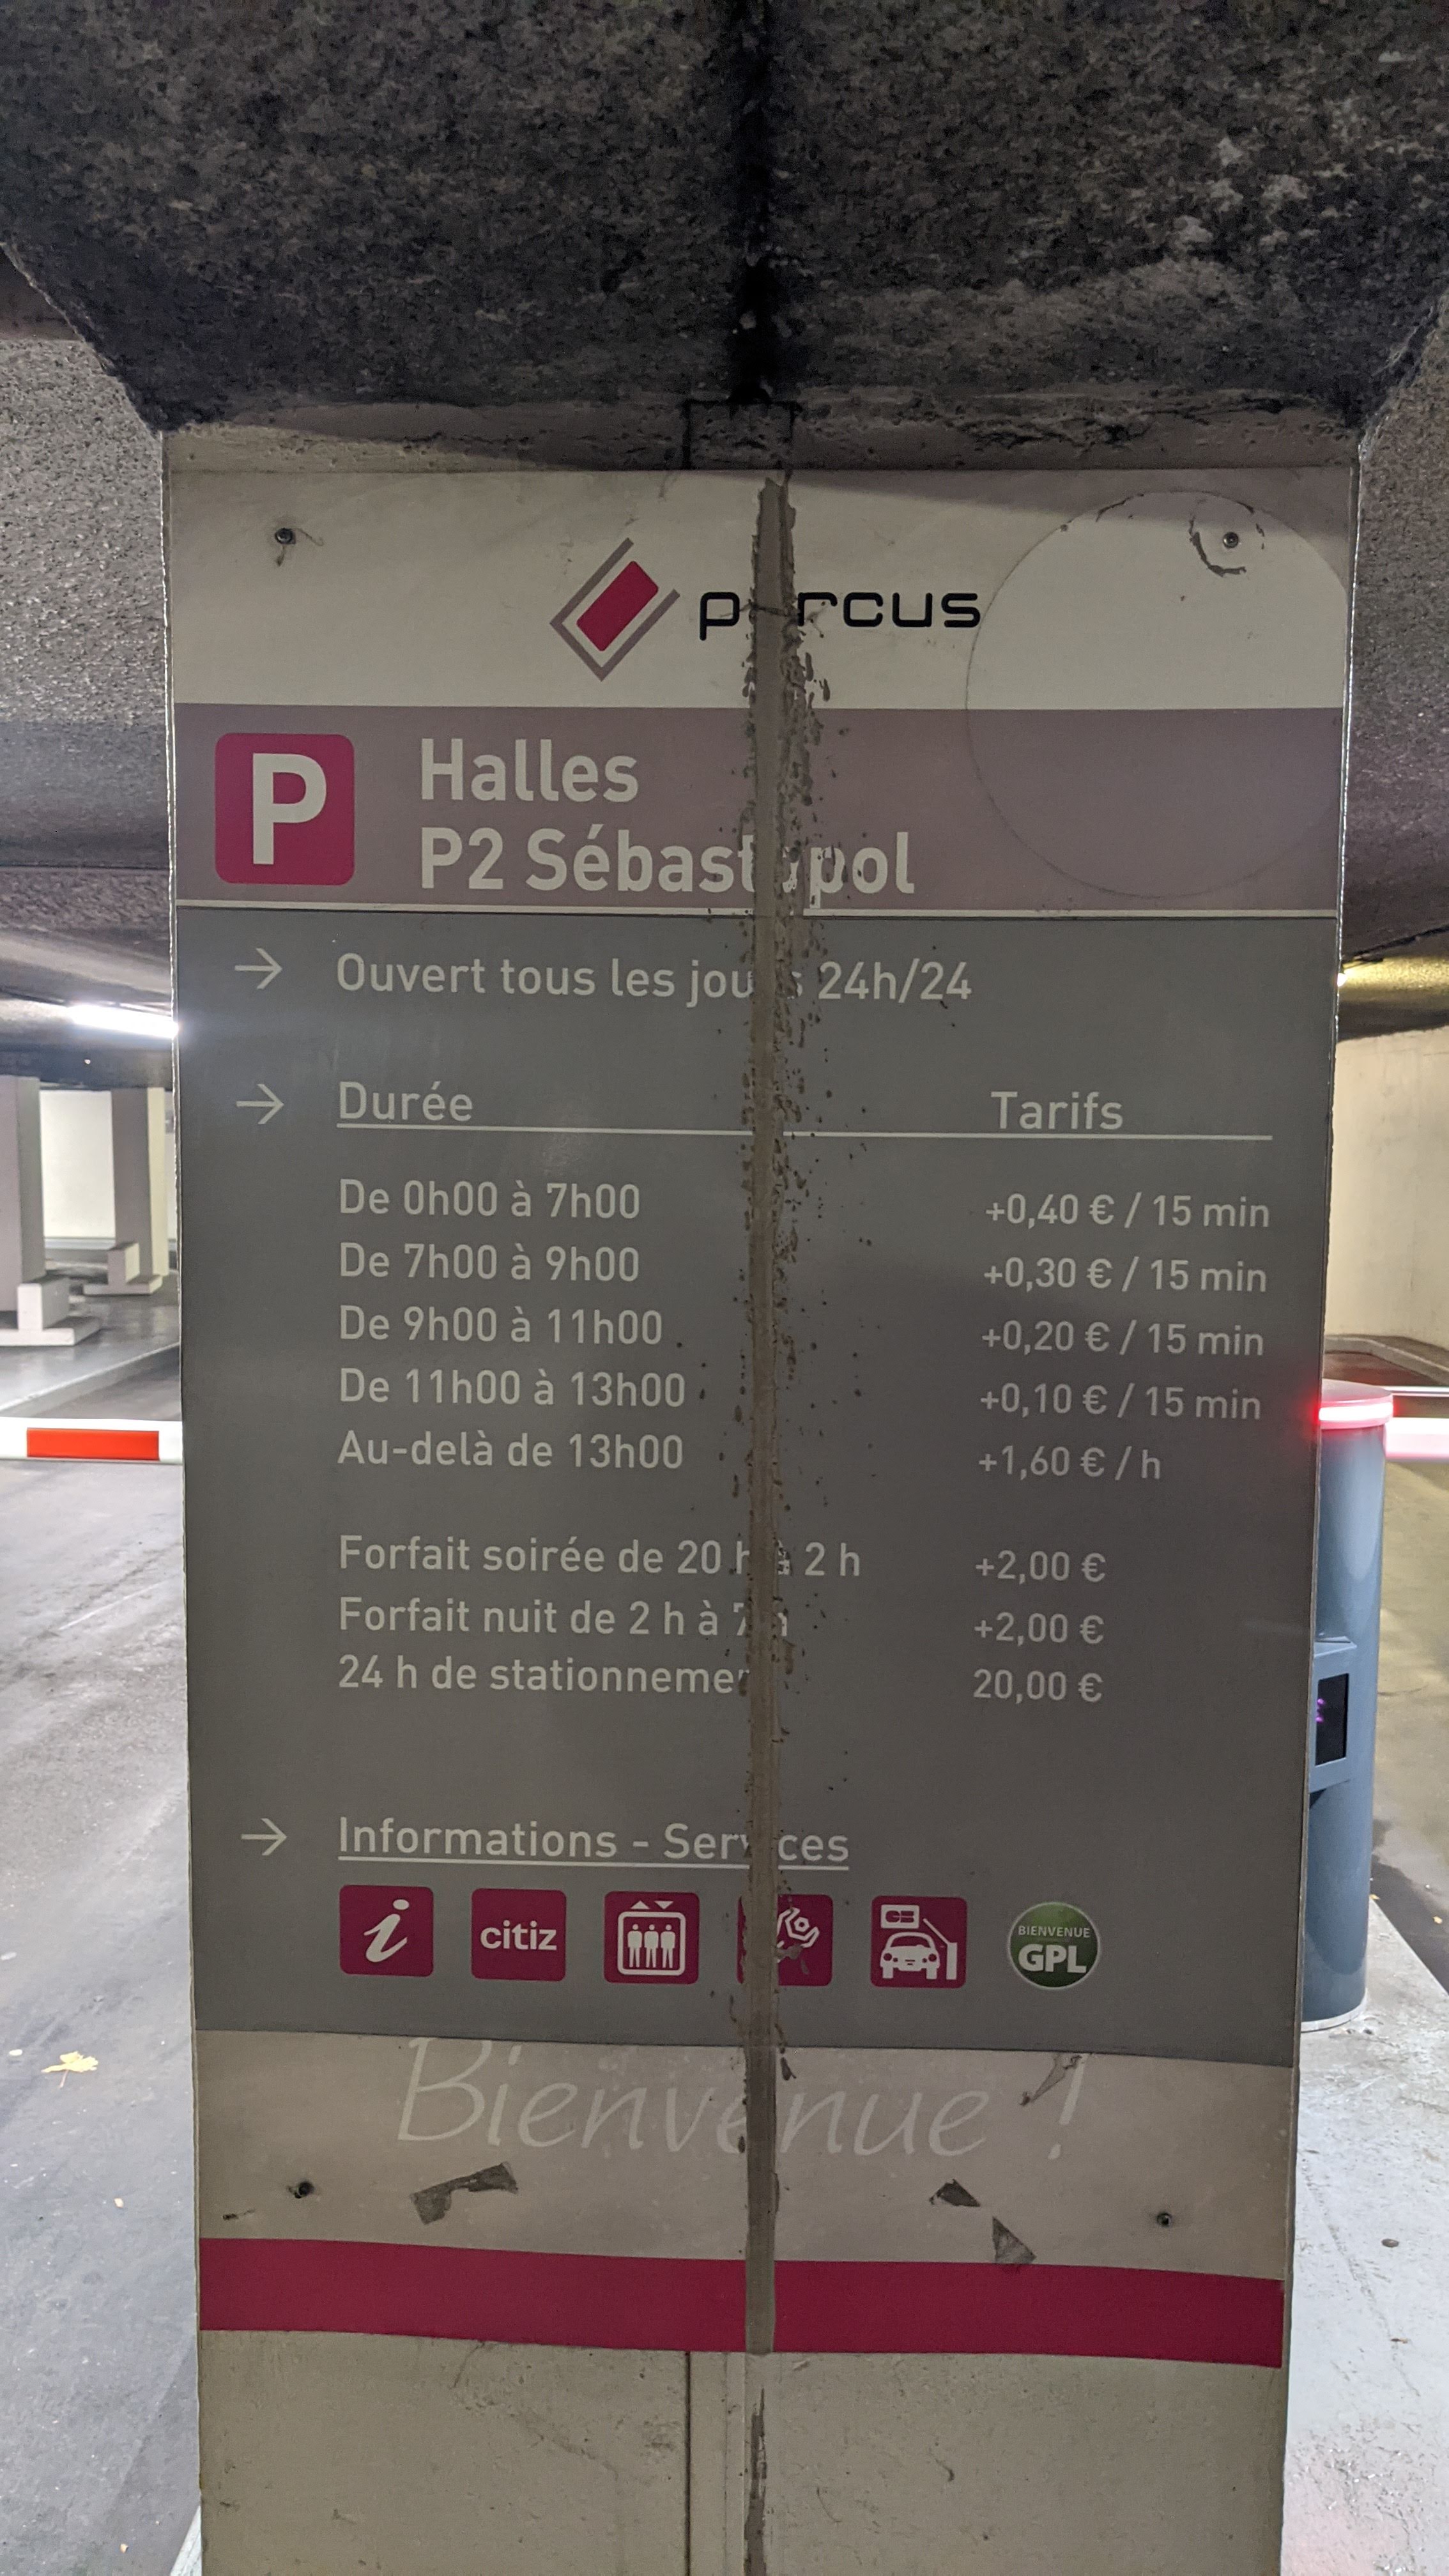 parcus
P
Halles
P2 Sébastopol
Ouvert tous les jours 24h/24
Durée Tarifs
De 0h00 à 7h00 +0,40 € / 15 min
De 7h00 à 9h00 +0,30 € / 15 min
De 9h00 à 11h00 +0,20 € / 15 min
De 11h00 à 13h00 +0,10 € / 15 min
Au-delà de 13h00 +1,60 € / h
Forfait soirée de 20 h à 2 h +2,00 €
Forfait nuit de 2 h à 7 h +2,00 €
24 h de stationnement 20,00 €
Informations - Services
i citiz CB BIENVENUE
GPL
Bienvenue !